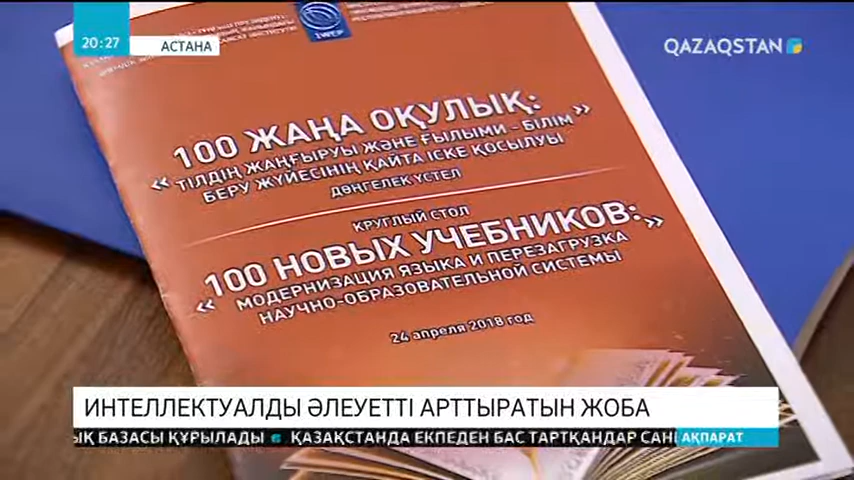 20:27
АСТАНА
QAZAQSTAN
IWEP
100 ЖАҢА ОҚУЛЫҚ:
«ТІЛДІҢ ЖАҢҒЫРУЫ ЖӘНЕ ҒЫЛЫМИ - БІЛІМ
БЕРУ ЖҮЙЕСІНІҢ ҚАЙТА ІСКЕ ҚОСЫЛУЫ»
ДӨҢГЕЛЕК ҮСТЕЛ
КРУГЛЫЙ СТОЛ
100 НОВЫХ УЧЕБНИКОВ:
«МОДЕРНИЗАЦИЯ ЯЗЫКА И ПЕРЕЗАГРУЗКА
НАУЧНО-ОБРАЗОВАТЕЛЬНОЙ СИСТЕМЫ»
24 апреля 2018 год
ИНТЕЛЛЕКТУАЛДЫ ӘЛЕУЕТТІ АРТТЫРАТЫН ЖОБА
ЫҚ БАЗАСЫ ҚҰРЫЛАДЫ ҚАЗАҚСТАНДА ЕКПЕДЕН БАС ТАРТҚАНДАР САНЫ
АҚПАРАТ